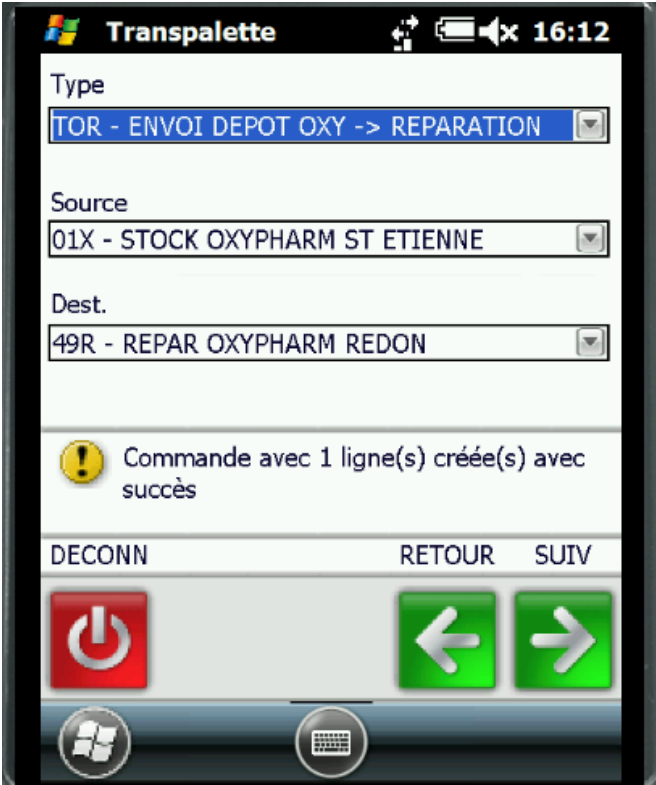 Transpalette 16:12
Type
TOR - ENVOI DEPOT OXY -> REPARATION
Source
01X - STOCK OXYPHARM ST ETIENNE
Dest.
49R - REPAR OXYPHARM REDON
Commande avec 1 ligne(s) créée(s) avec
succès
DECONN RETOUR SUIV